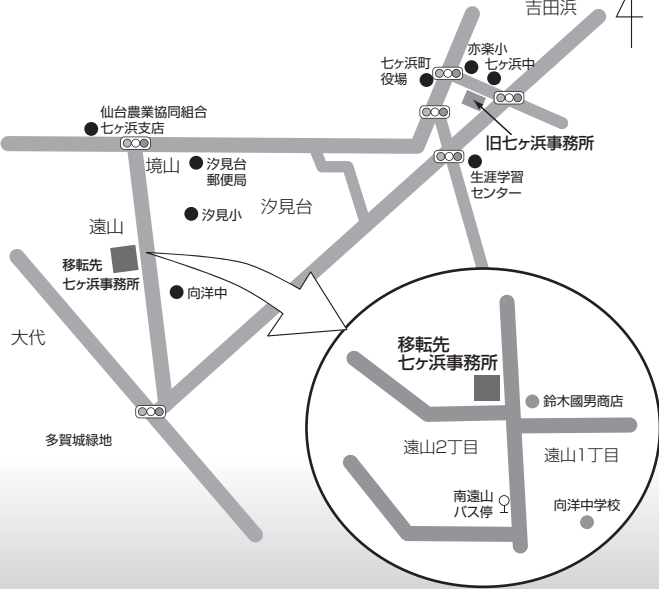 吉田浜
亦楽小
七ヶ浜中
七ヶ浜町
役場
旧七ヶ浜事務所
生涯学習
センター
仙台農業協同組合
七ヶ浜支店
境山
汐見台
郵便局
汐見小
汐見台
遠山
移転先
七ヶ浜事務所
向洋中
大代
多賀城緑地
移転先
七ヶ浜事務所
鈴木國男商店
遠山2丁目
遠山1丁目
南遠山
バス停
向洋中学校